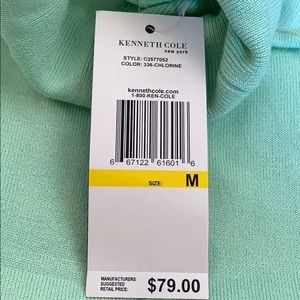 KENNETH COLE
new york
STYLE: C2577052
COLOR: 336-CHLORINE
kennethcole.com
1-800-KEN-COLE
6 67122 61601 6
SIZE: M
MANUFACTURERS
SUGGESTED
RETAIL PRICE: $79.00